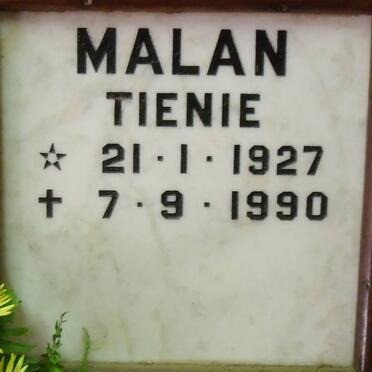 MALAN
TIENIE
☆ 21·1·1927
✝ 7·9·1990